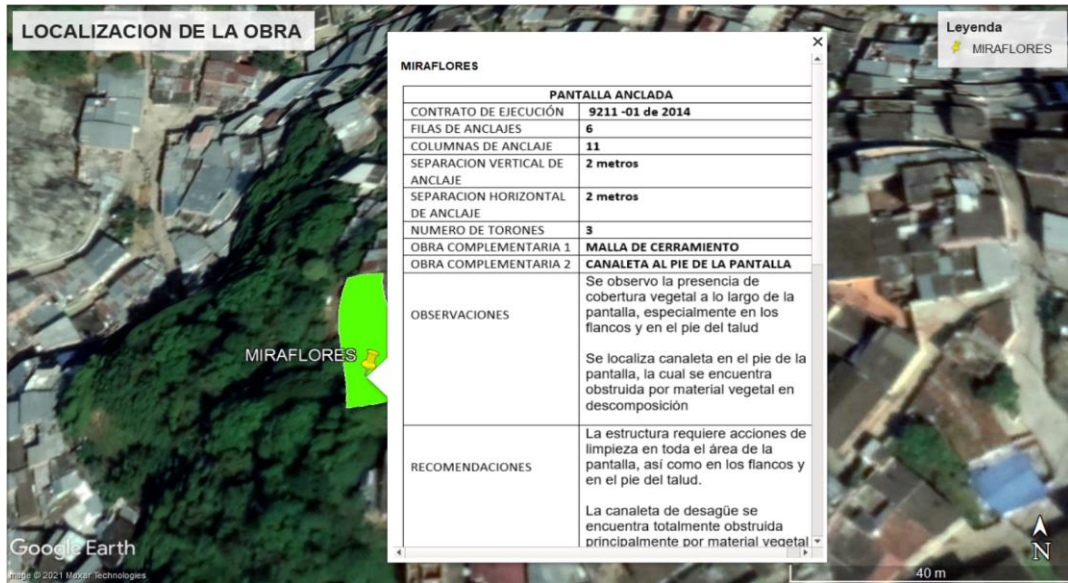 LOCALIZACION DE LA OBRA
Leyenda
MIRAFLORES
MIRAFLORES
PANTALLA ANCLADA
CONTRATO DE EJECUCIÓN 9211 -01 de 2014
FILAS DE ANCLAJES 6
COLUMNAS DE ANCLAJE 11
SEPARACION VERTICAL DE
ANCLAJE
2 metros
SEPARACION HORIZONTAL
DE ANCLAJE
2 metros
NUMERO DE TORONES 3
OBRA COMPLEMENTARIA 1 MALLA DE CERRAMIENTO
OBRA COMPLEMENTARIA 2 CANALETA AL PIE DE LA PANTALLA
OBSERVACIONES
Se observo la presencia de
cobertura vegetal a lo largo de la
pantalla, especialmente en los
flancos y en el pie del talud
Se localiza canaleta en el pie de la
pantalla, la cual se encuentra
obstruida por material vegetal en
descomposición
RECOMENDACIONES
La estructura requiere acciones de
limpieza en toda el área de la
pantalla, así como en los flancos y
en el pie del talud.
La canaleta de desagüe se
encuentra totalmente obstruida
principalmente por material vegetal
MIRAFLORES
Google Earth
Image © 2021 Maxar Technologies
40 m
N